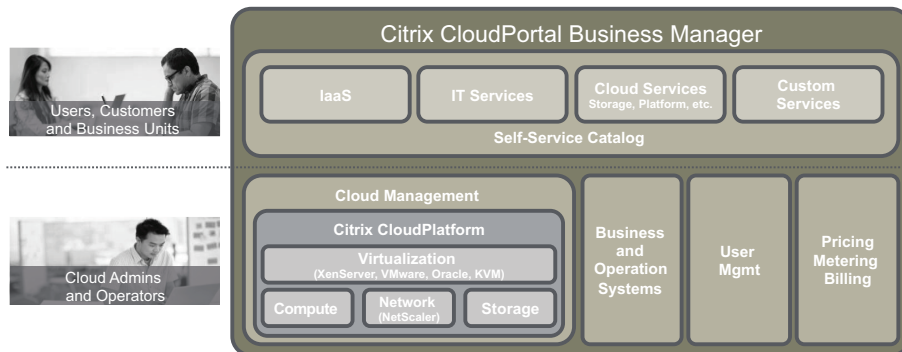 Citrix CloudPortal Business Manager
Users, Customers
and Business Units
IaaS
IT Services
Cloud Services
Storage, Platform, etc.
Custom
Services
Self-Service Catalog
Cloud Admins
and Operators
Cloud Management
Citrix CloudPlatform
Virtualization
(XenServer, VMware, Oracle, KVM)
Compute
Network
(NetScaler)
Storage
Business
and
Operation
Systems
User
Mgmt
Pricing
Metering
Billing